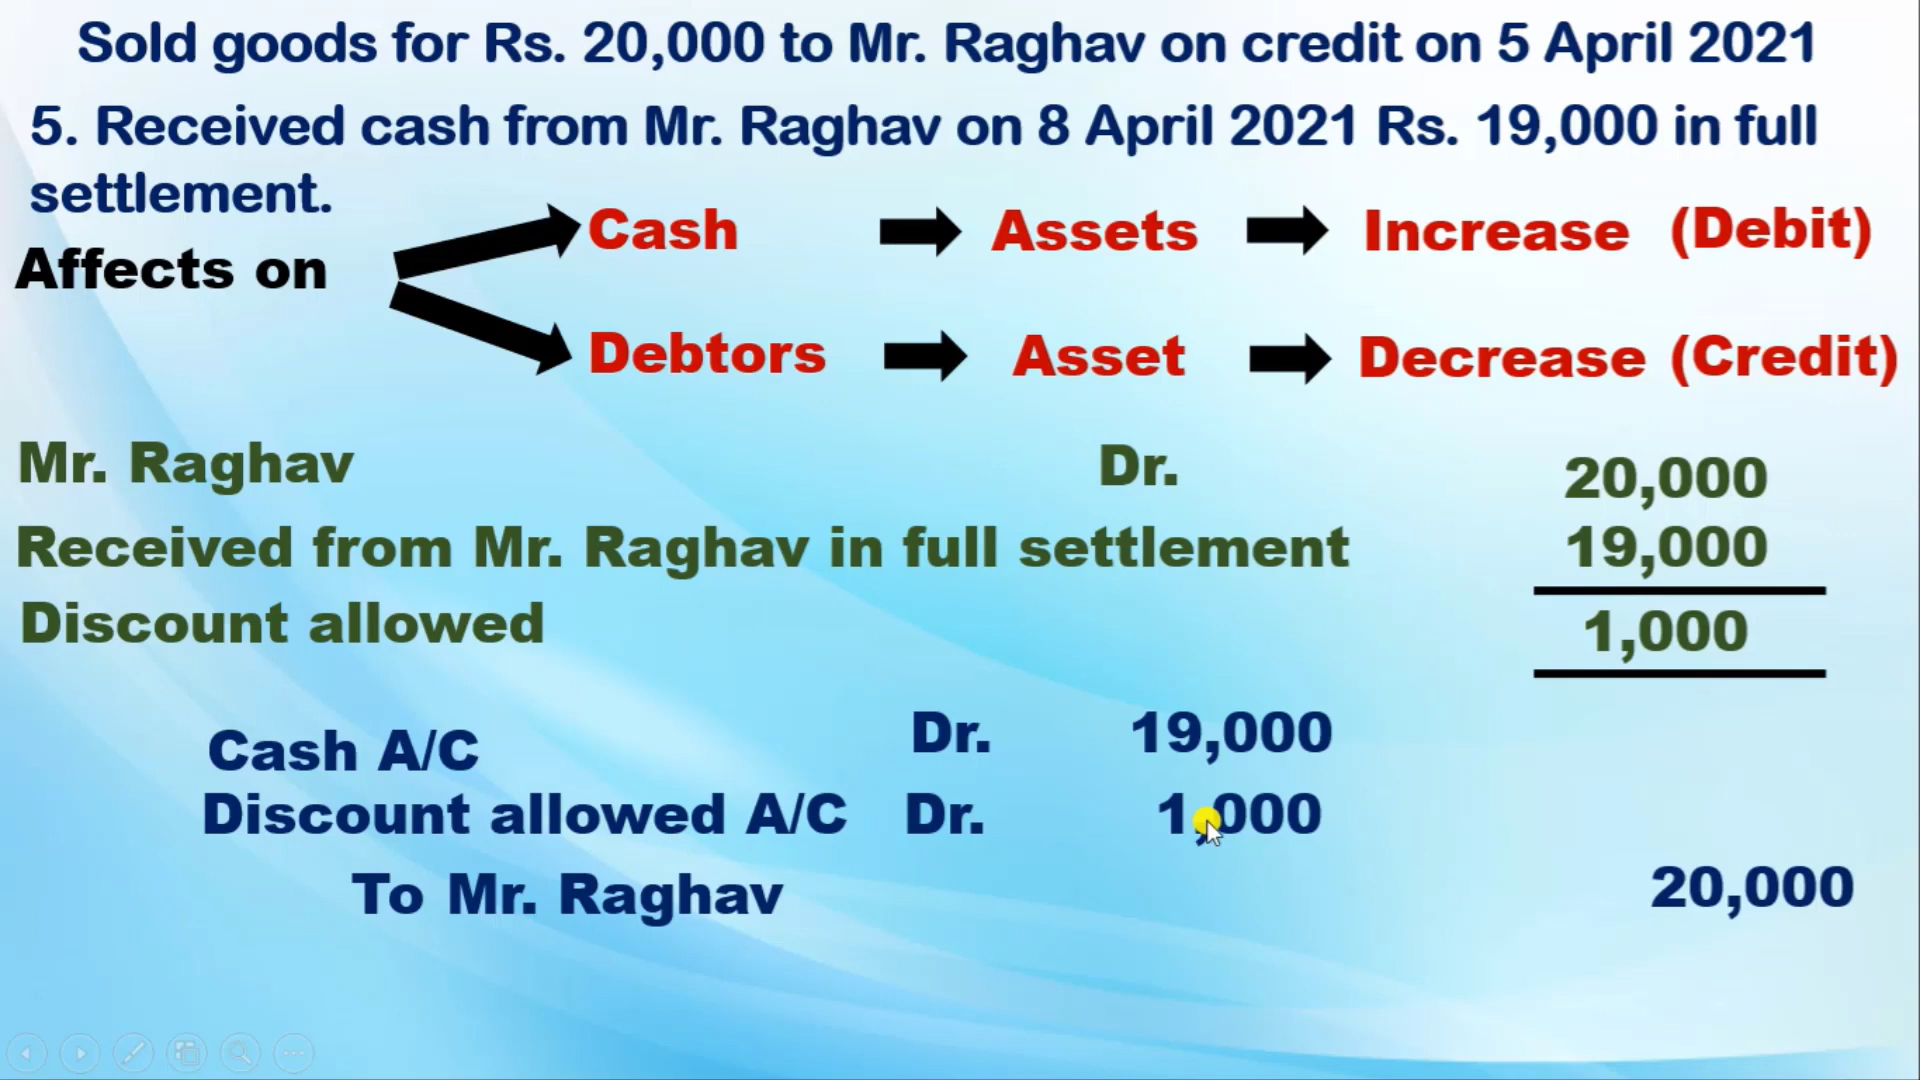 Sold goods for Rs. 20,000 to Mr. Raghav on credit on 5 April 2021
5. Received cash from Mr. Raghav on 8 April 2021 Rs. 19,000 in full
settlement.
Affects on
Cash Assets Increase (Debit)
Debtors Asset Decrease (Credit)
Mr. Raghav Dr. 20,000
Received from Mr. Raghav in full settlement 19,000
Discount allowed 1,000
Cash A/C Dr. 19,000
Discount allowed A/C Dr. 1,000
To Mr. Raghav 20,000